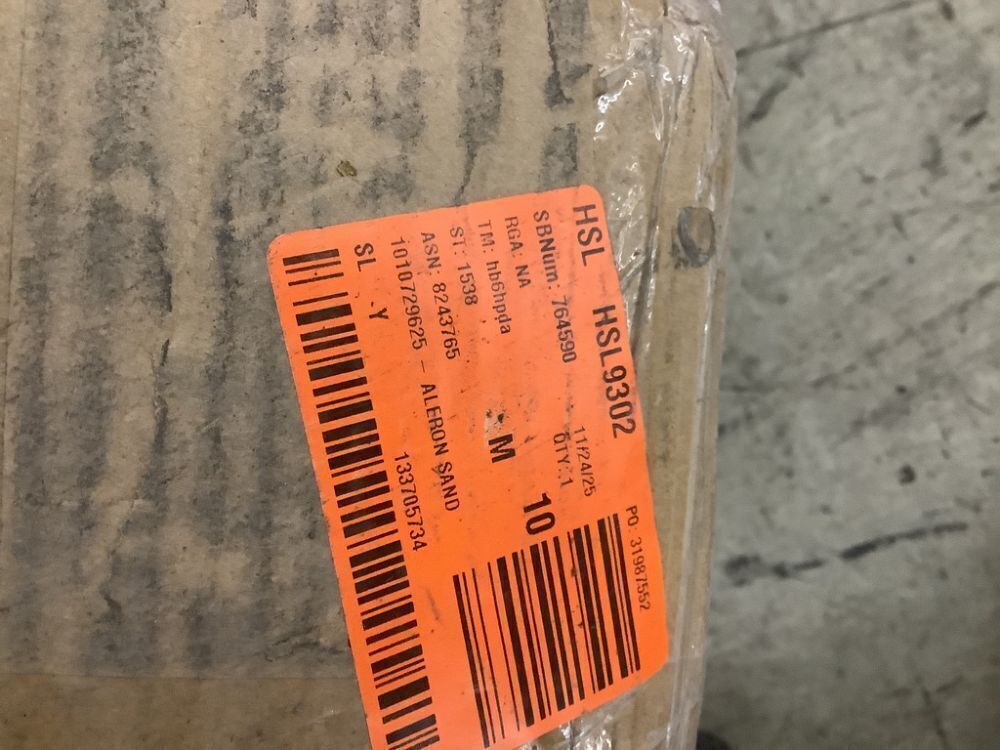 HSL HSL9302
SBNum: 764590 11/24/25 PO: 31987552
RGA: NA QTY: 1
TM: hb6hpda M 10
ST: 1538
ASN: 8243765
1010729625 - ALERON SAND
SL Y 133705734